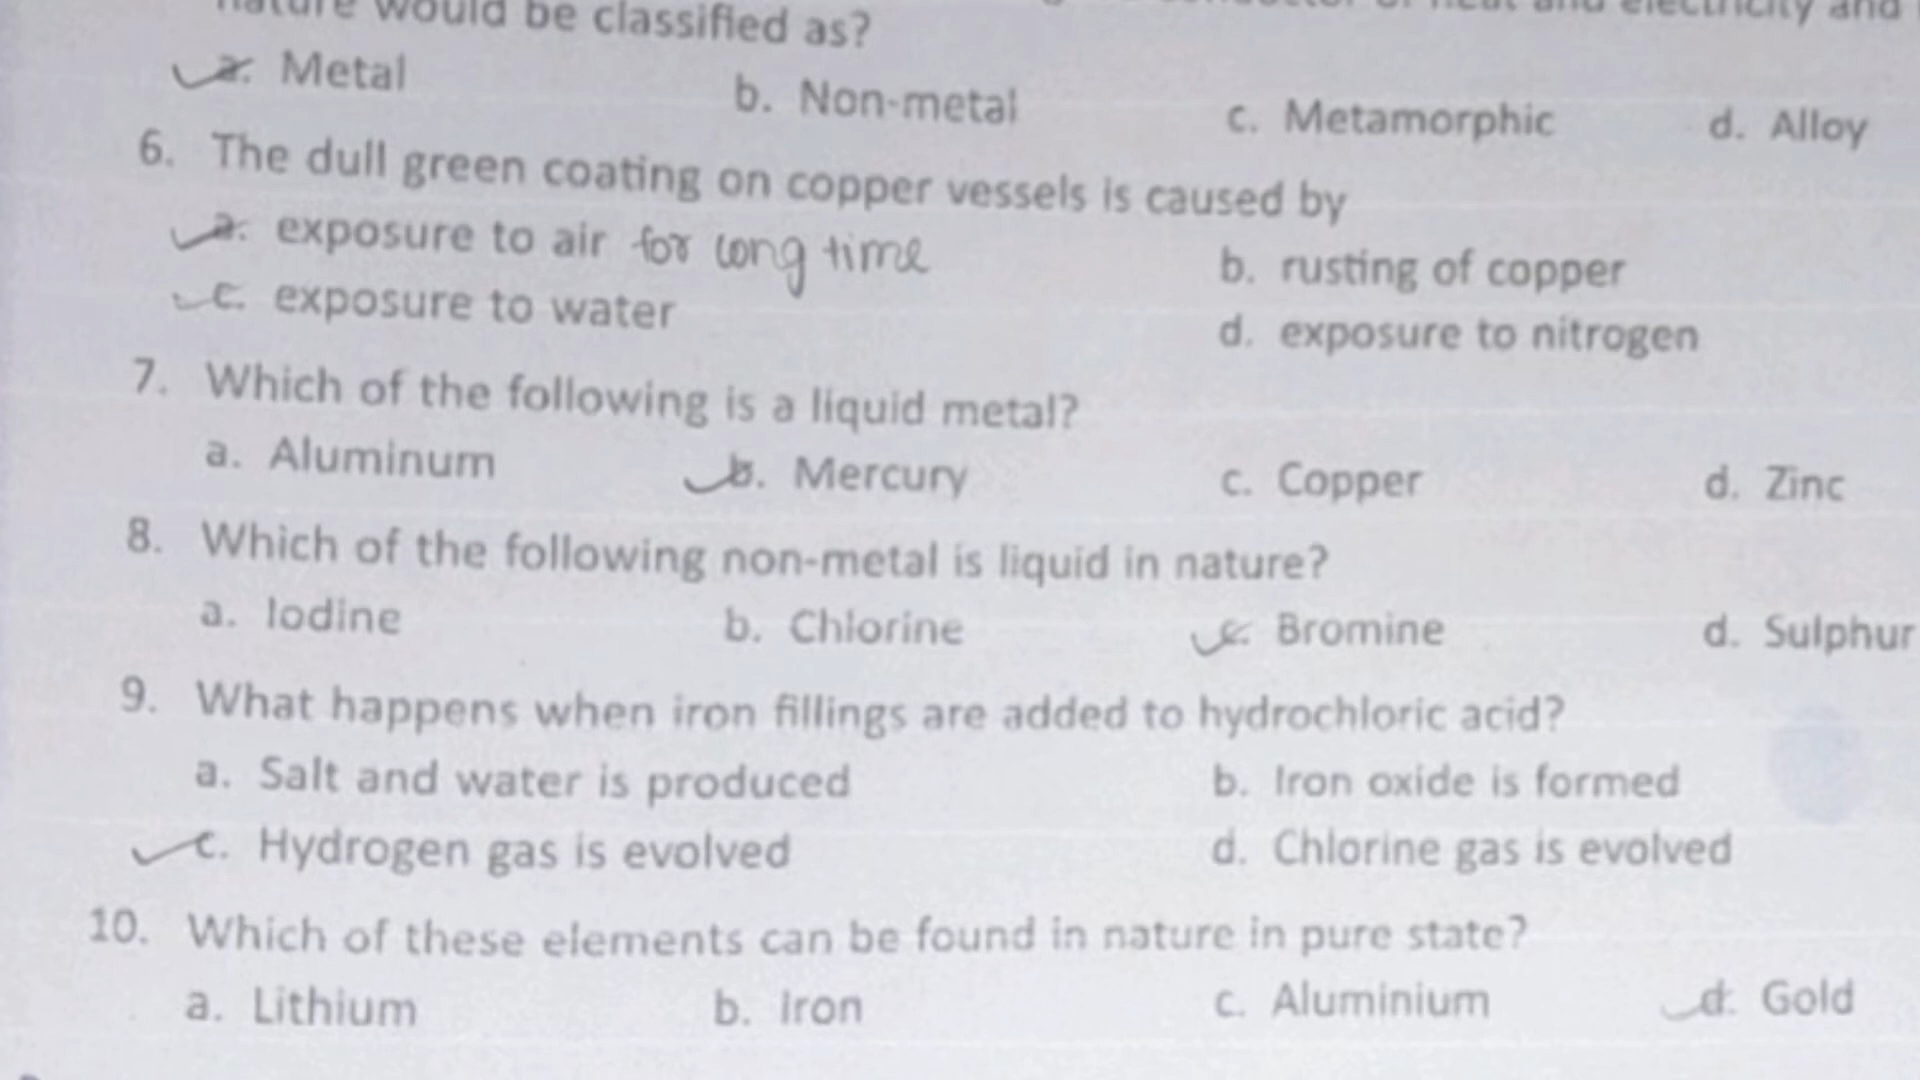 nature would be classified as?
a. Metal b. Non-metal c. Metamorphic d. Alloy
6. The dull green coating on copper vessels is caused by
a. exposure to air for long time b. rusting of copper
c. exposure to water d. exposure to nitrogen
7. Which of the following is a liquid metal?
a. Aluminum b. Mercury c. Copper d. Zinc
8. Which of the following non-metal is liquid in nature?
a. Iodine b. Chlorine c. Bromine d. Sulphur
9. What happens when iron fillings are added to hydrochloric acid?
a. Salt and water is produced b. Iron oxide is formed
c. Hydrogen gas is evolved d. Chlorine gas is evolved
10. Which of these elements can be found in nature in pure state?
a. Lithium b. Iron c. Aluminium d. Gold